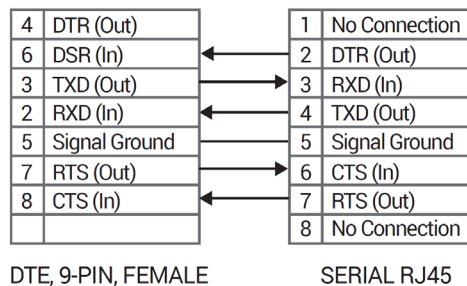 4 DTR (Out) 1 No Connection
6 DSR (In) 2 DTR (Out)
3 TXD (Out) 3 RXD (In)
2 RXD (In) 4 TXD (Out)
5 Signal Ground 5 Signal Ground
7 RTS (Out) 6 CTS (In)
8 CTS (In) 7 RTS (Out)
8 No Connection
DTE, 9-PIN, FEMALE SERIAL RJ45